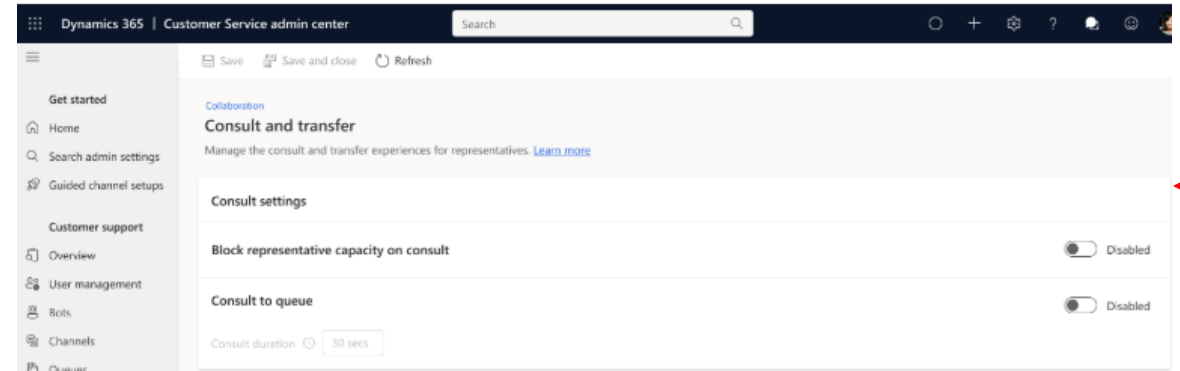 Dynamics 365 | Customer Service admin center
Search
Save
Save and close
Refresh
Get started
Home
Search admin settings
Guided channel setups
Customer support
Overview
User management
Bots
Channels
Queues
Collaboration
Consult and transfer
Manage the consult and transfer experiences for representatives. Learn more
Consult settings
Block representative capacity on consult
Disabled
Consult to queue
Disabled
Consult duration
30 secs